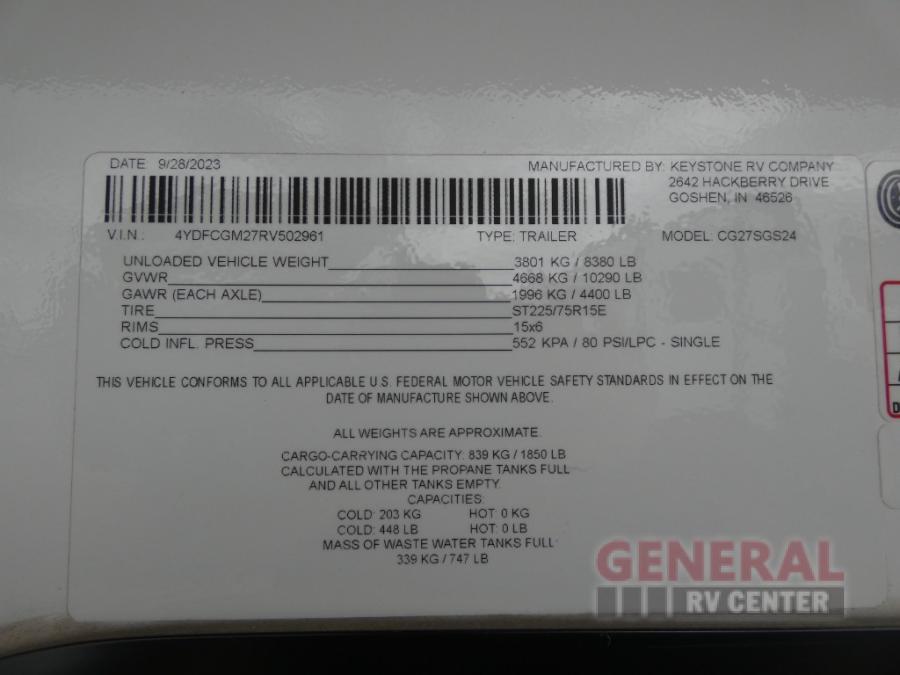 DATE: 9/28/2023
MANUFACTURED BY: KEYSTONE RV COMPANY
2642 HACKBERRY DRIVE
GOSHEN, IN 46526
V.I.N.: 4YDFCGM27RV502961 TYPE: TRAILER MODEL: CG27SGS24
UNLOADED VEHICLE WEIGHT 3801 KG / 8380 LB
GVWR 4668 KG / 10290 LB
GAWR (EACH AXLE) 1996 KG / 4400 LB
TIRE ST225/75R15E
RIMS 15x6
COLD INFL. PRESS 552 KPA / 80 PSI/LPC - SINGLE
THIS VEHICLE CONFORMS TO ALL APPLICABLE U.S. FEDERAL MOTOR VEHICLE SAFETY STANDARDS IN EFFECT ON THE
DATE OF MANUFACTURE SHOWN ABOVE.
ALL WEIGHTS ARE APPROXIMATE.
CARGO-CARRYING CAPACITY: 839 KG / 1850 LB
CALCULATED WITH THE PROPANE TANKS FULL
AND ALL OTHER TANKS EMPTY.
CAPACITIES:
COLD: 203 KG HOT: 0 KG
COLD: 448 LB HOT: 0 LB
MASS OF WASTE WATER TANKS FULL:
339 KG / 747 LB
GENERAL
RV CENTER